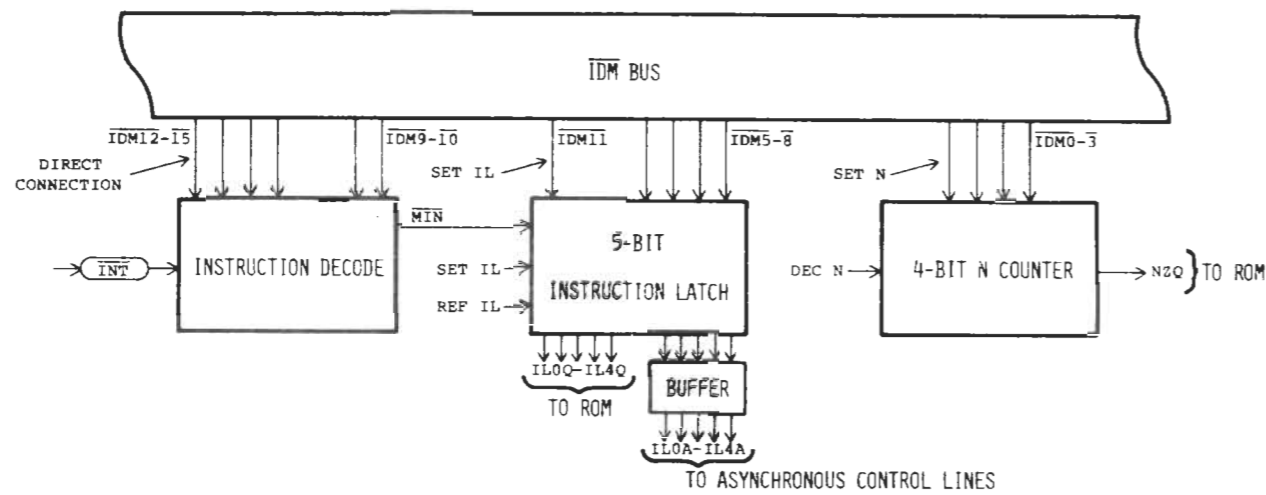 IDM BUS
IDM12-15
IDM9-10
IDM11
IDM5-8
IDM0-3
DIRECT
CONNECTION
SET IL
SET N
MIN
INT
INSTRUCTION DECODE
SET IL
REF IL
5-BIT
INSTRUCTION LATCH
DEC N
4-BIT N COUNTER
NZQ
TO ROM
IL0Q-IL4Q
TO ROM
BUFFER
IL0A-IL4A
TO ASYNCHRONOUS CONTROL LINES